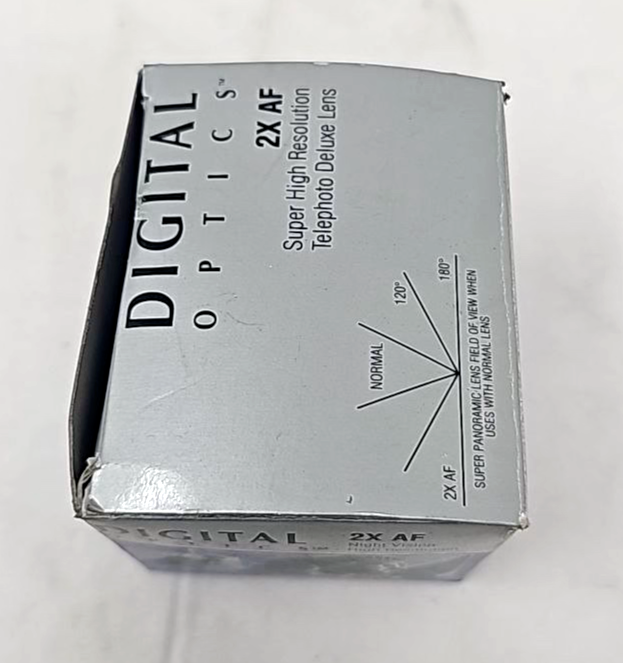 DIGITAL
OPTICS™
2X AF
Super High Resolution
Telephoto Deluxe Lens
NORMAL
120°
180°
2X AF
SUPER PANORAMIC LENS FIELD OF VIEW WHEN
USES WITH NORMAL LENS
DIGITAL
2X AF
Night Vision